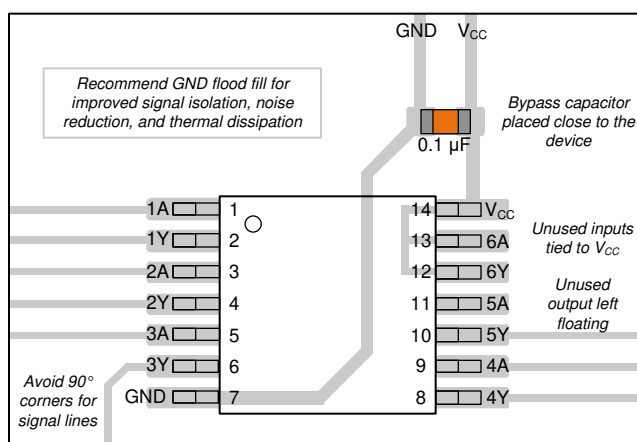 GND VCC
Recommend GND flood fill for
improved signal isolation, noise
reduction, and thermal dissipation
Bypass capacitor
placed close to the
device
0.1 µF
1A 1 14 VCC
1Y 2 13 6A
2A 3 12 6Y
2Y 4 11 5A
3A 5 10 5Y
3Y 6 9 4A
GND 7 8 4Y
Unused inputs
tied to VCC
Unused
output left
floating
Avoid 90°
corners for
signal lines